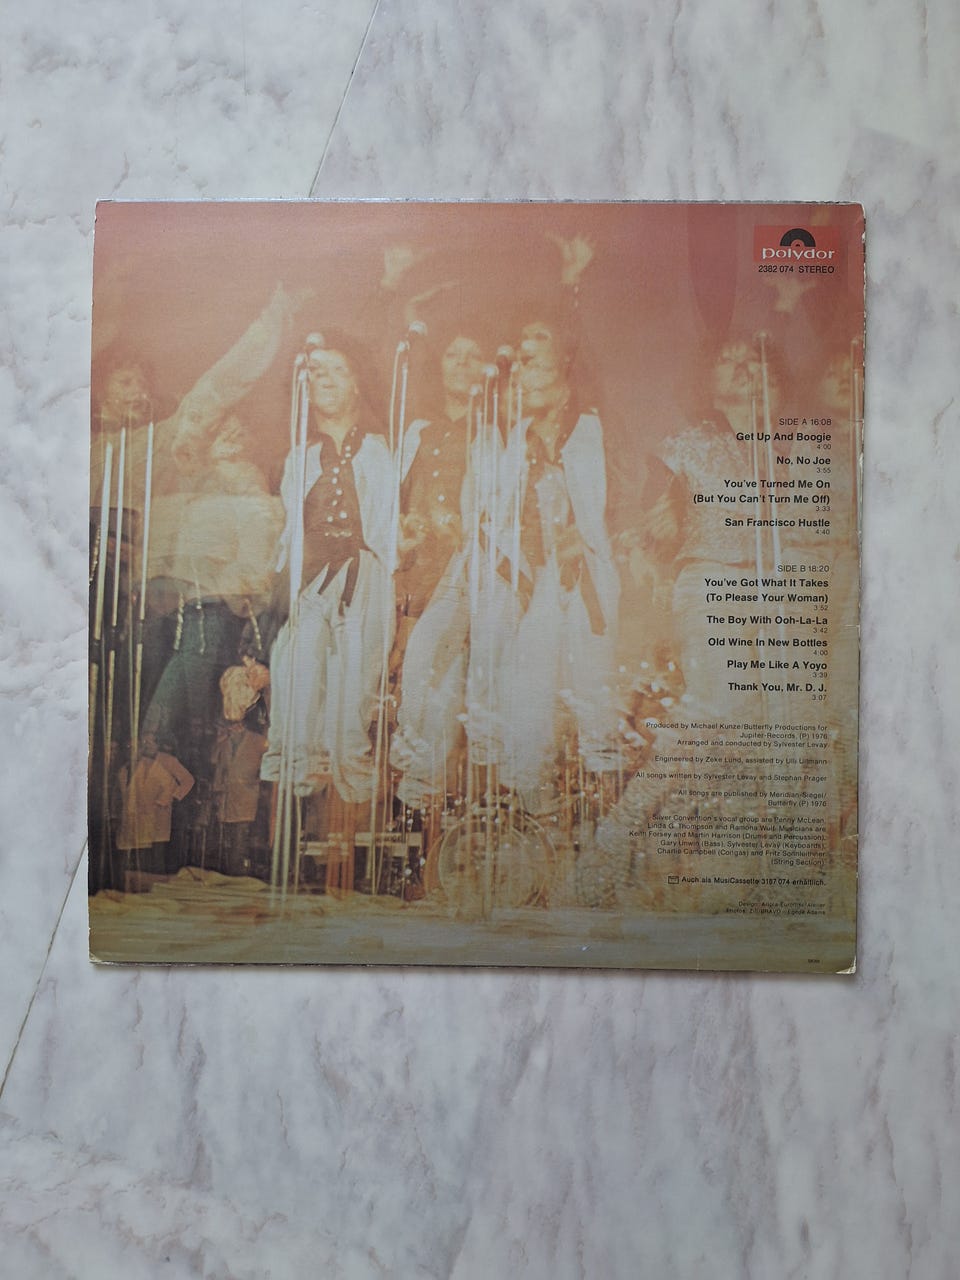 polydor
2382 074 STEREO
SIDE A 16:08
Get Up And Boogie
4:00
No, No Joe
3:55
You've Turned Me On
(But You Can't Turn Me Off)
3:33
San Francisco Hustle
4:40
SIDE B 18:20
You've Got What It Takes
(To Please Your Woman)
3:52
The Boy With Ooh-La-La
3:42
Old Wine In New Bottles
4:00
Play Me Like A Yoyo
3:39
Thank You, Mr. D. J.
3:07
Produced by Michael Kunze/Butterfly Productions for
Jupiter-Records, (P) 1976
Arranged and conducted by Sylvester Levay
Engineered by Zeke Lund, assisted by Ulli Ullmann
All songs written by Sylvester Levay and Stephan Prager
All songs are published by Meridian-Siegel/
Butterfly (P) 1976
Silver Convention's vocal group are Penny McLean,
Linda G. Thompson and Ramona Wulf. Musicians are
Keith Forsey and Martin Harrison (Drums and Percussion),
Gary Unwin (Bass), Sylvester Levay (Keyboards),
Charlie Campbell (Congas) and Fritz Sonnleithner
(String Section).
Auch als MusiCassette 3187 074 erhältlich.
Design:
Photos: BRAVO Adams